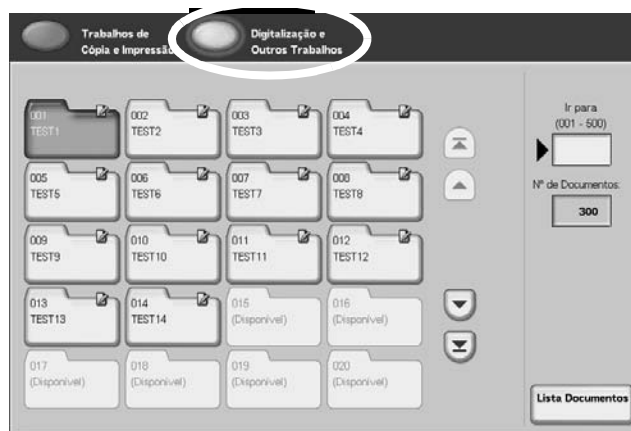 Trabalhos de
Cópia e Impressão
Digitalização e
Outros Trabalhos
001
TEST1
002
TEST2
003
TEST3
004
TEST4
Ir para
(001 - 500)
005
TEST5
006
TEST6
007
TEST7
008
TEST8
Nº de Documentos:
300
009
TEST9
010
TEST10
011
TEST11
012
TEST12
013
TEST13
014
TEST14
015
(Disponível)
016
(Disponível)
017
(Disponível)
018
(Disponível)
019
(Disponível)
020
(Disponível)
Lista Documentos